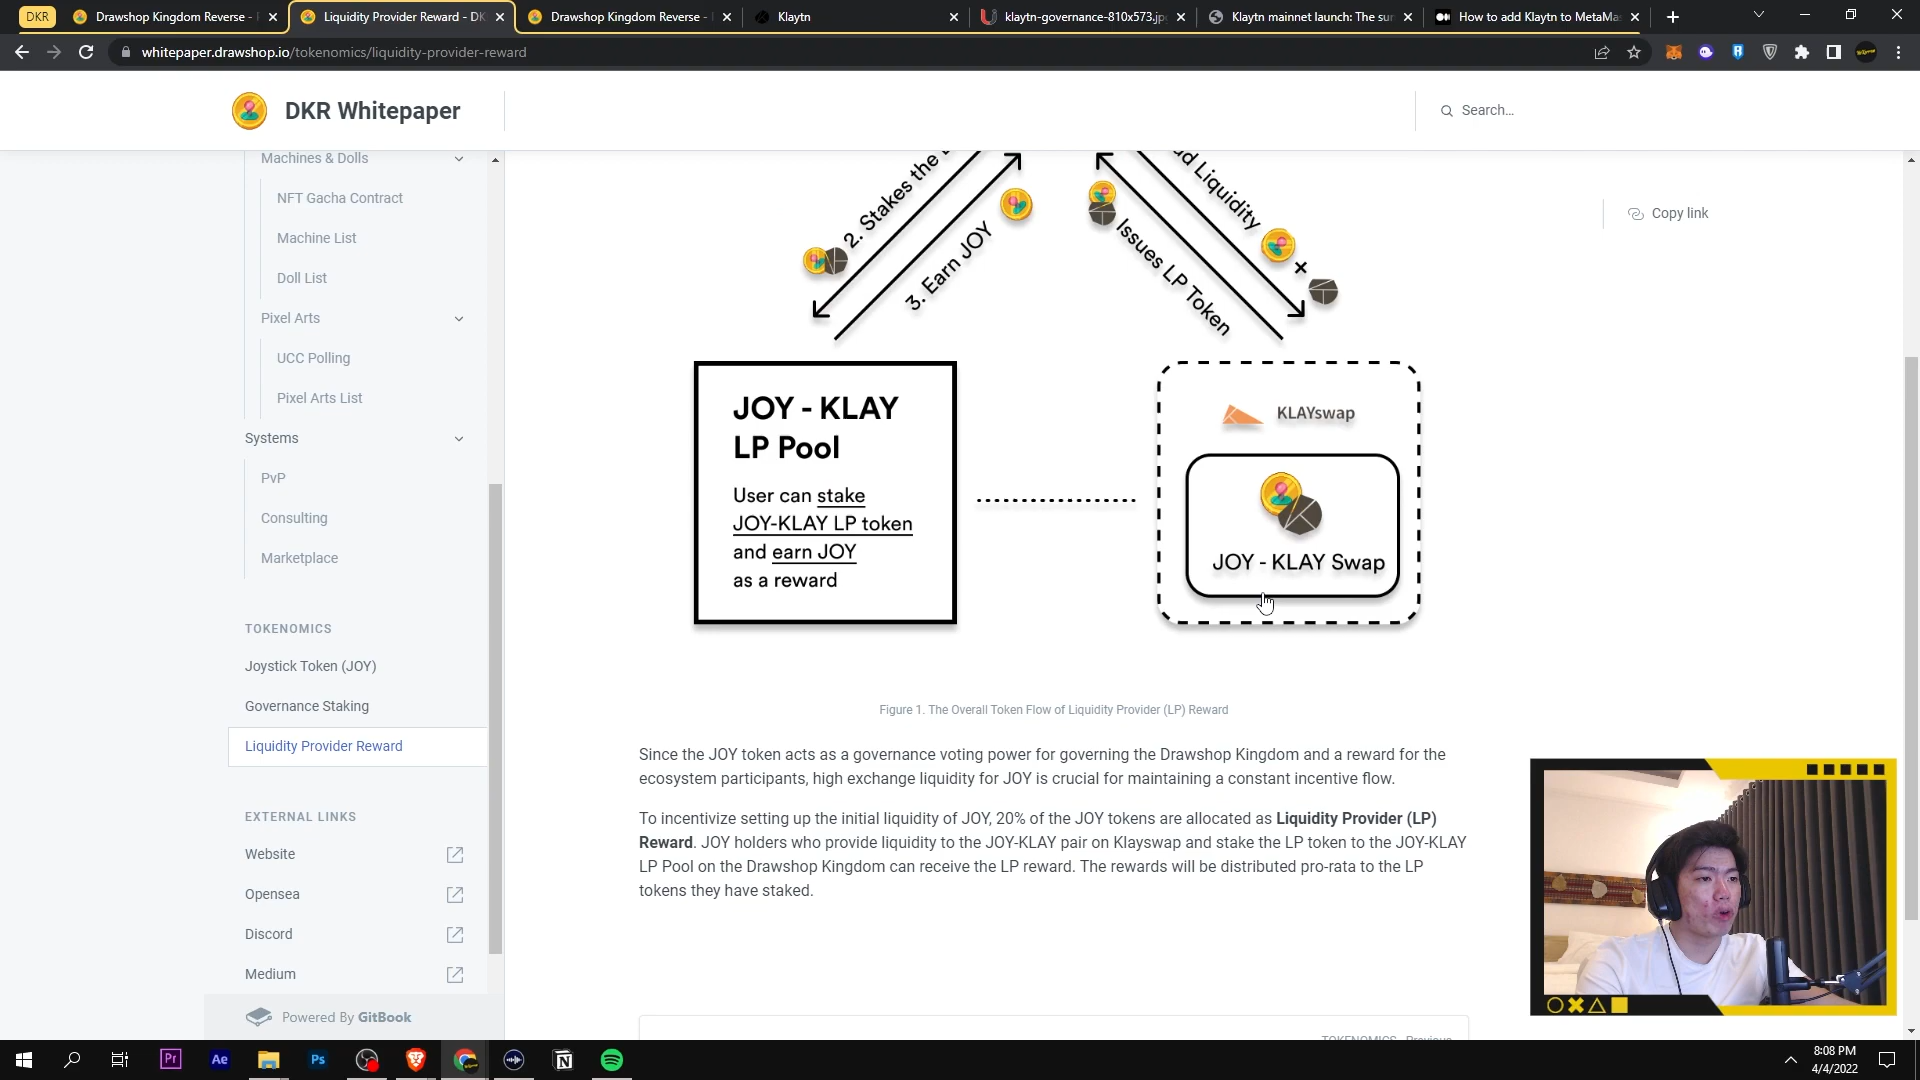 DKR
Drawshop Kingdom Reverse -
Liquidity Provider Reward - DK
Drawshop Kingdom Reverse -
Klaytn
klaytn-governance-810x573.jp
Klaytn mainnet launch: The sur
How to add Klaytn to MetaMa
whitepaper.drawshop.io/tokenomics/liquidity-provider-reward
DKR Whitepaper
Search...
Machines & Dolls
NFT Gacha Contract
Machine List
Doll List
Pixel Arts
UCC Polling
Pixel Arts List
Systems
PvP
Consulting
Marketplace
TOKENOMICS
Joystick Token (JOY)
Governance Staking
Liquidity Provider Reward
EXTERNAL LINKS
Website
Opensea
Discord
Medium
Powered By GitBook
Copy link
2. Stakes the
3. Earn JOY
Issues LP Token
Liquidity
JOY - KLAY
LP Pool
User can stake
JOY-KLAY LP token
and earn JOY
as a reward
KLAYswap
JOY - KLAY Swap
Figure 1. The Overall Token Flow of Liquidity Provider (LP) Reward
Since the JOY token acts as a governance voting power for governing the Drawshop Kingdom and a reward for the
ecosystem participants, high exchange liquidity for JOY is crucial for maintaining a constant incentive flow.
To incentivize setting up the initial liquidity of JOY, 20% of the JOY tokens are allocated as Liquidity Provider (LP)
Reward. JOY holders who provide liquidity to the JOY-KLAY pair on Klayswap and stake the LP token to the JOY-KLAY
LP Pool on the Drawshop Kingdom can receive the LP reward. The rewards will be distributed pro-rata to the LP
tokens they have staked.
TOKENOMICS - Previous
Pr
Ae
Ps
8:08 PM
4/4/2022